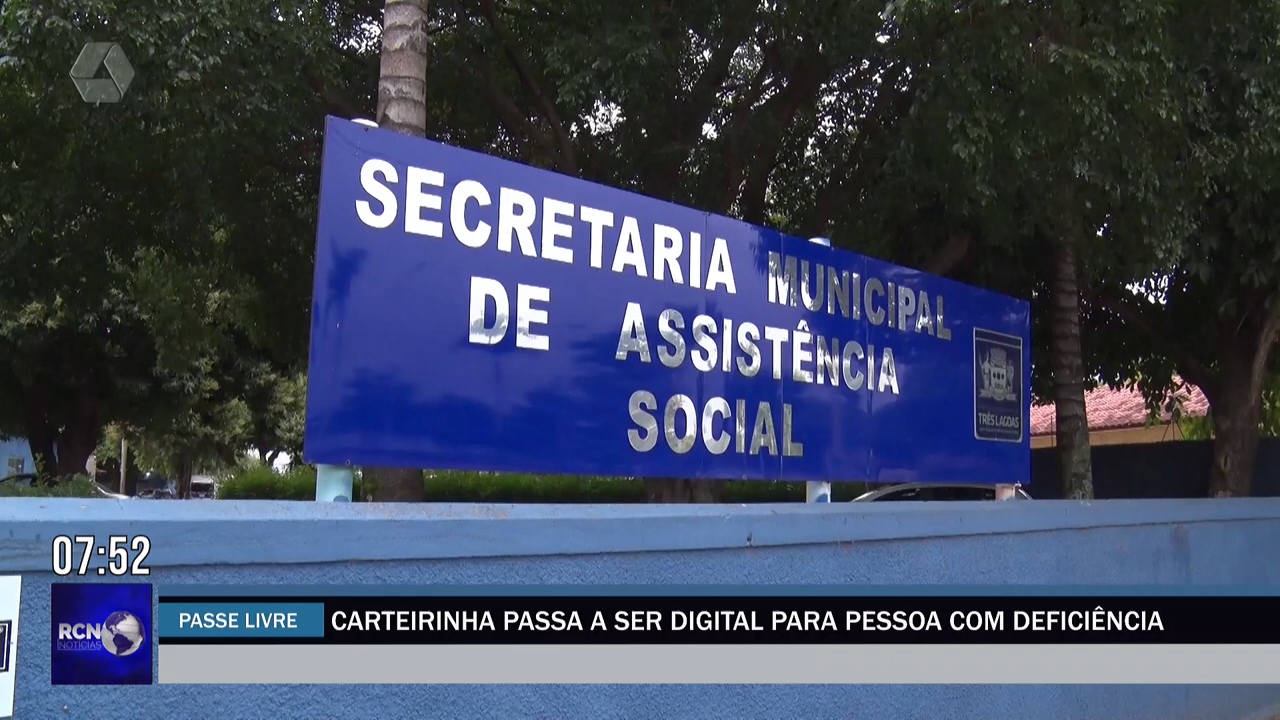 SECRETARIA MUNICIPAL
DE ASSISTÊNCIA
SOCIAL
TRÊS LAGOAS
07:52
RCN
NOTÍCIAS
PASSE LIVRE
CARTEIRINHA PASSA A SER DIGITAL PARA PESSOA COM DEFICIÊNCIA